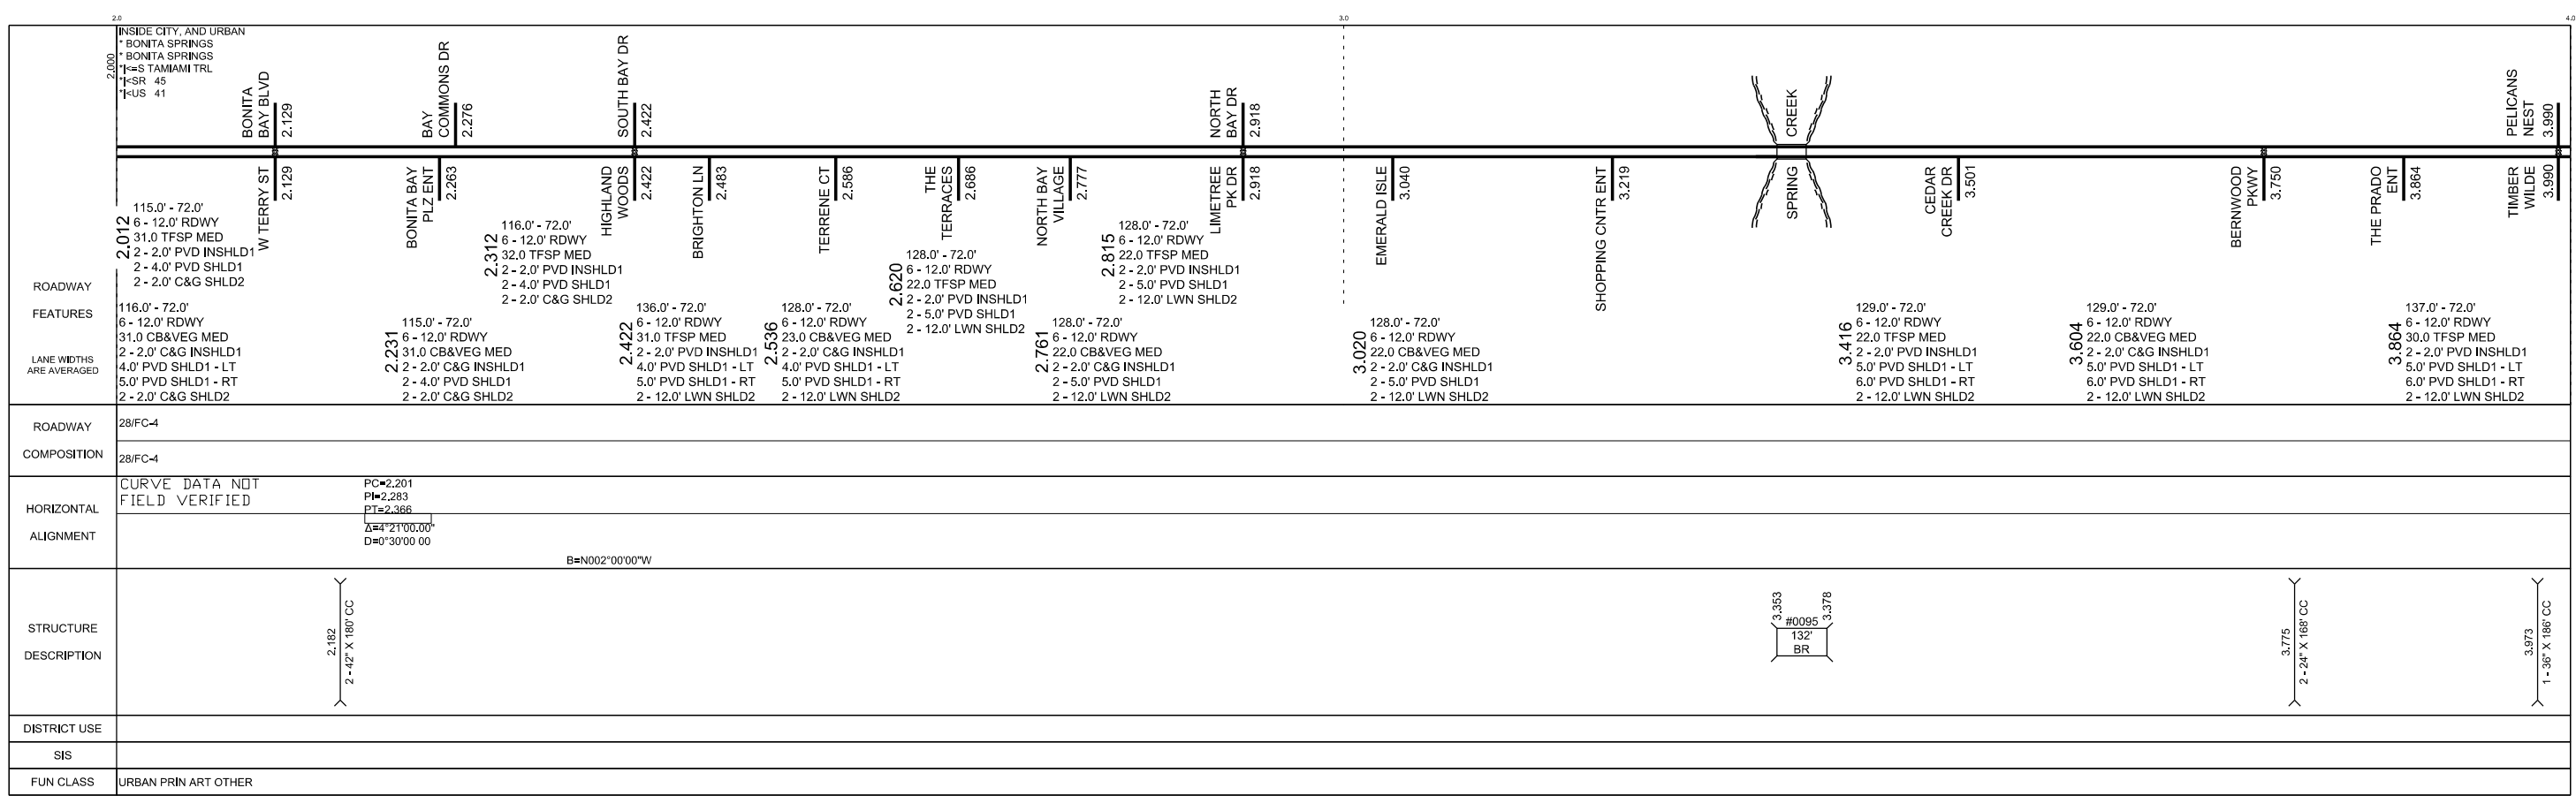 2.0
3.0
4.0
2.000
INSIDE CITY, AND URBAN
* BONITA SPRINGS
* BONITA SPRINGS
*|<=S TAMIAMI TRL
*|<SR 45
*|<US 41
BONITA
BAY BLVD
2.129
BAY
COMMONS DR
2.276
SOUTH BAY DR
2.422
NORTH
BAY DR
2.918
CREEK
PELICANS
NEST
3.990
W TERRY ST
2.129
BONITA BAY
PLZ ENT
2.263
HIGHLAND
WOODS
2.422
BRIGHTON LN
2.483
TERRENE CT
2.586
THE
TERRACES
2.686
NORTH BAY
VILLAGE
2.777
LIMETREE
PK DR
2.918
EMERALD ISLE
3.040
SHOPPING CNTR ENT
3.219
SPRING
CEDAR
CREEK DR
3.501
BERNWOOD
PKWY
3.750
THE PRADO
ENT
3.864
TIMBER
WILDE
3.990
ROADWAY
FEATURES
LANE WIDTHS
ARE AVERAGED
2.012
115.0' - 72.0'
6 - 12.0' RDWY
31.0 TFSP MED
2 - 2.0' PVD INSHLD1
2 - 4.0' PVD SHLD1
2 - 2.0' C&G SHLD2
116.0' - 72.0'
6 - 12.0' RDWY
31.0 CB&VEG MED
2 - 2.0' C&G INSHLD1
4.0' PVD SHLD1 - LT
5.0' PVD SHLD1 - RT
2 - 2.0' C&G SHLD2
2.231
115.0' - 72.0'
6 - 12.0' RDWY
31.0 CB&VEG MED
2 - 2.0' C&G INSHLD1
2 - 4.0' PVD SHLD1
2 - 2.0' C&G SHLD2
2.312
116.0' - 72.0'
6 - 12.0' RDWY
32.0 TFSP MED
2 - 2.0' PVD INSHLD1
2 - 4.0' PVD SHLD1
2 - 2.0' C&G SHLD2
2.422
136.0' - 72.0'
6 - 12.0' RDWY
31.0 TFSP MED
2 - 2.0' PVD INSHLD1
4.0' PVD SHLD1 - LT
5.0' PVD SHLD1 - RT
2 - 12.0' LWN SHLD2
2.536
128.0' - 72.0'
6 - 12.0' RDWY
23.0 CB&VEG MED
2 - 2.0' C&G INSHLD1
4.0' PVD SHLD1 - LT
5.0' PVD SHLD1 - RT
2 - 12.0' LWN SHLD2
2.620
128.0' - 72.0'
6 - 12.0' RDWY
22.0 TFSP MED
2 - 2.0' PVD INSHLD1
2 - 5.0' PVD SHLD1
2 - 12.0' LWN SHLD2
2.761
128.0' - 72.0'
6 - 12.0' RDWY
22.0 CB&VEG MED
2 - 2.0' C&G INSHLD1
2 - 5.0' PVD SHLD1
2 - 12.0' LWN SHLD2
2.815
128.0' - 72.0'
6 - 12.0' RDWY
22.0 TFSP MED
2 - 2.0' PVD INSHLD1
2 - 5.0' PVD SHLD1
2 - 12.0' LWN SHLD2
3.020
128.0' - 72.0'
6 - 12.0' RDWY
22.0 CB&VEG MED
2 - 2.0' C&G INSHLD1
2 - 5.0' PVD SHLD1
2 - 12.0' LWN SHLD2
3.416
129.0' - 72.0'
6 - 12.0' RDWY
22.0 TFSP MED
2 - 2.0' PVD INSHLD1
5.0' PVD SHLD1 - LT
6.0' PVD SHLD1 - RT
2 - 12.0' LWN SHLD2
3.604
129.0' - 72.0'
6 - 12.0' RDWY
22.0 CB&VEG MED
2 - 2.0' C&G INSHLD1
5.0' PVD SHLD1 - LT
6.0' PVD SHLD1 - RT
2 - 12.0' LWN SHLD2
3.864
137.0' - 72.0'
6 - 12.0' RDWY
30.0 TFSP MED
2 - 2.0' PVD INSHLD1
5.0' PVD SHLD1 - LT
6.0' PVD SHLD1 - RT
2 - 12.0' LWN SHLD2
ROADWAY
COMPOSITION
28/FC-4
28/FC-4
HORIZONTAL
ALIGNMENT
CURVE DATA NOT
FIELD VERIFIED
PC=2.201
PI=2.283
PT=2.366
Δ=4°21'00.00"
D=0°30'00 00
B=N002°00'00"W
STRUCTURE
DESCRIPTION
2.182
2 - 42" X 180' CC
3.353
#0095
132'
BR
3.378
3.775
2 - 24" X 168' CC
3.973
1 - 36" X 186' CC
DISTRICT USE
SIS
FUN CLASS
URBAN PRIN ART OTHER